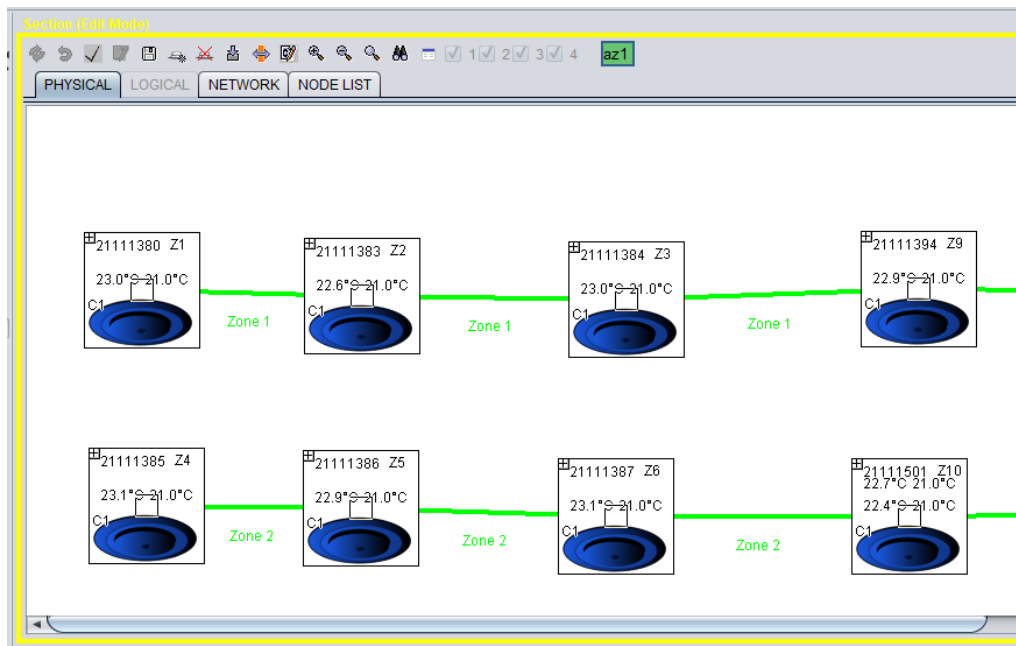 Section (Edit Mode)
1 2 3 4 az1
PHYSICAL LOGICAL NETWORK NODE LIST
21111380 Z1
23.0°C 21.0°C
C1
Zone 1
21111383 Z2
22.6°C 21.0°C
C1
Zone 1
21111384 Z3
23.0°C 21.0°C
C1
Zone 1
21111394 Z9
22.9°C 21.0°C
C1
21111385 Z4
23.1°C 21.0°C
C1
Zone 2
21111386 Z5
22.9°C 21.0°C
C1
Zone 2
21111387 Z6
23.1°C 21.0°C
C1
Zone 2
21111501 Z10
22.7°C 21.0°C
22.4°C 21.0°C
C1